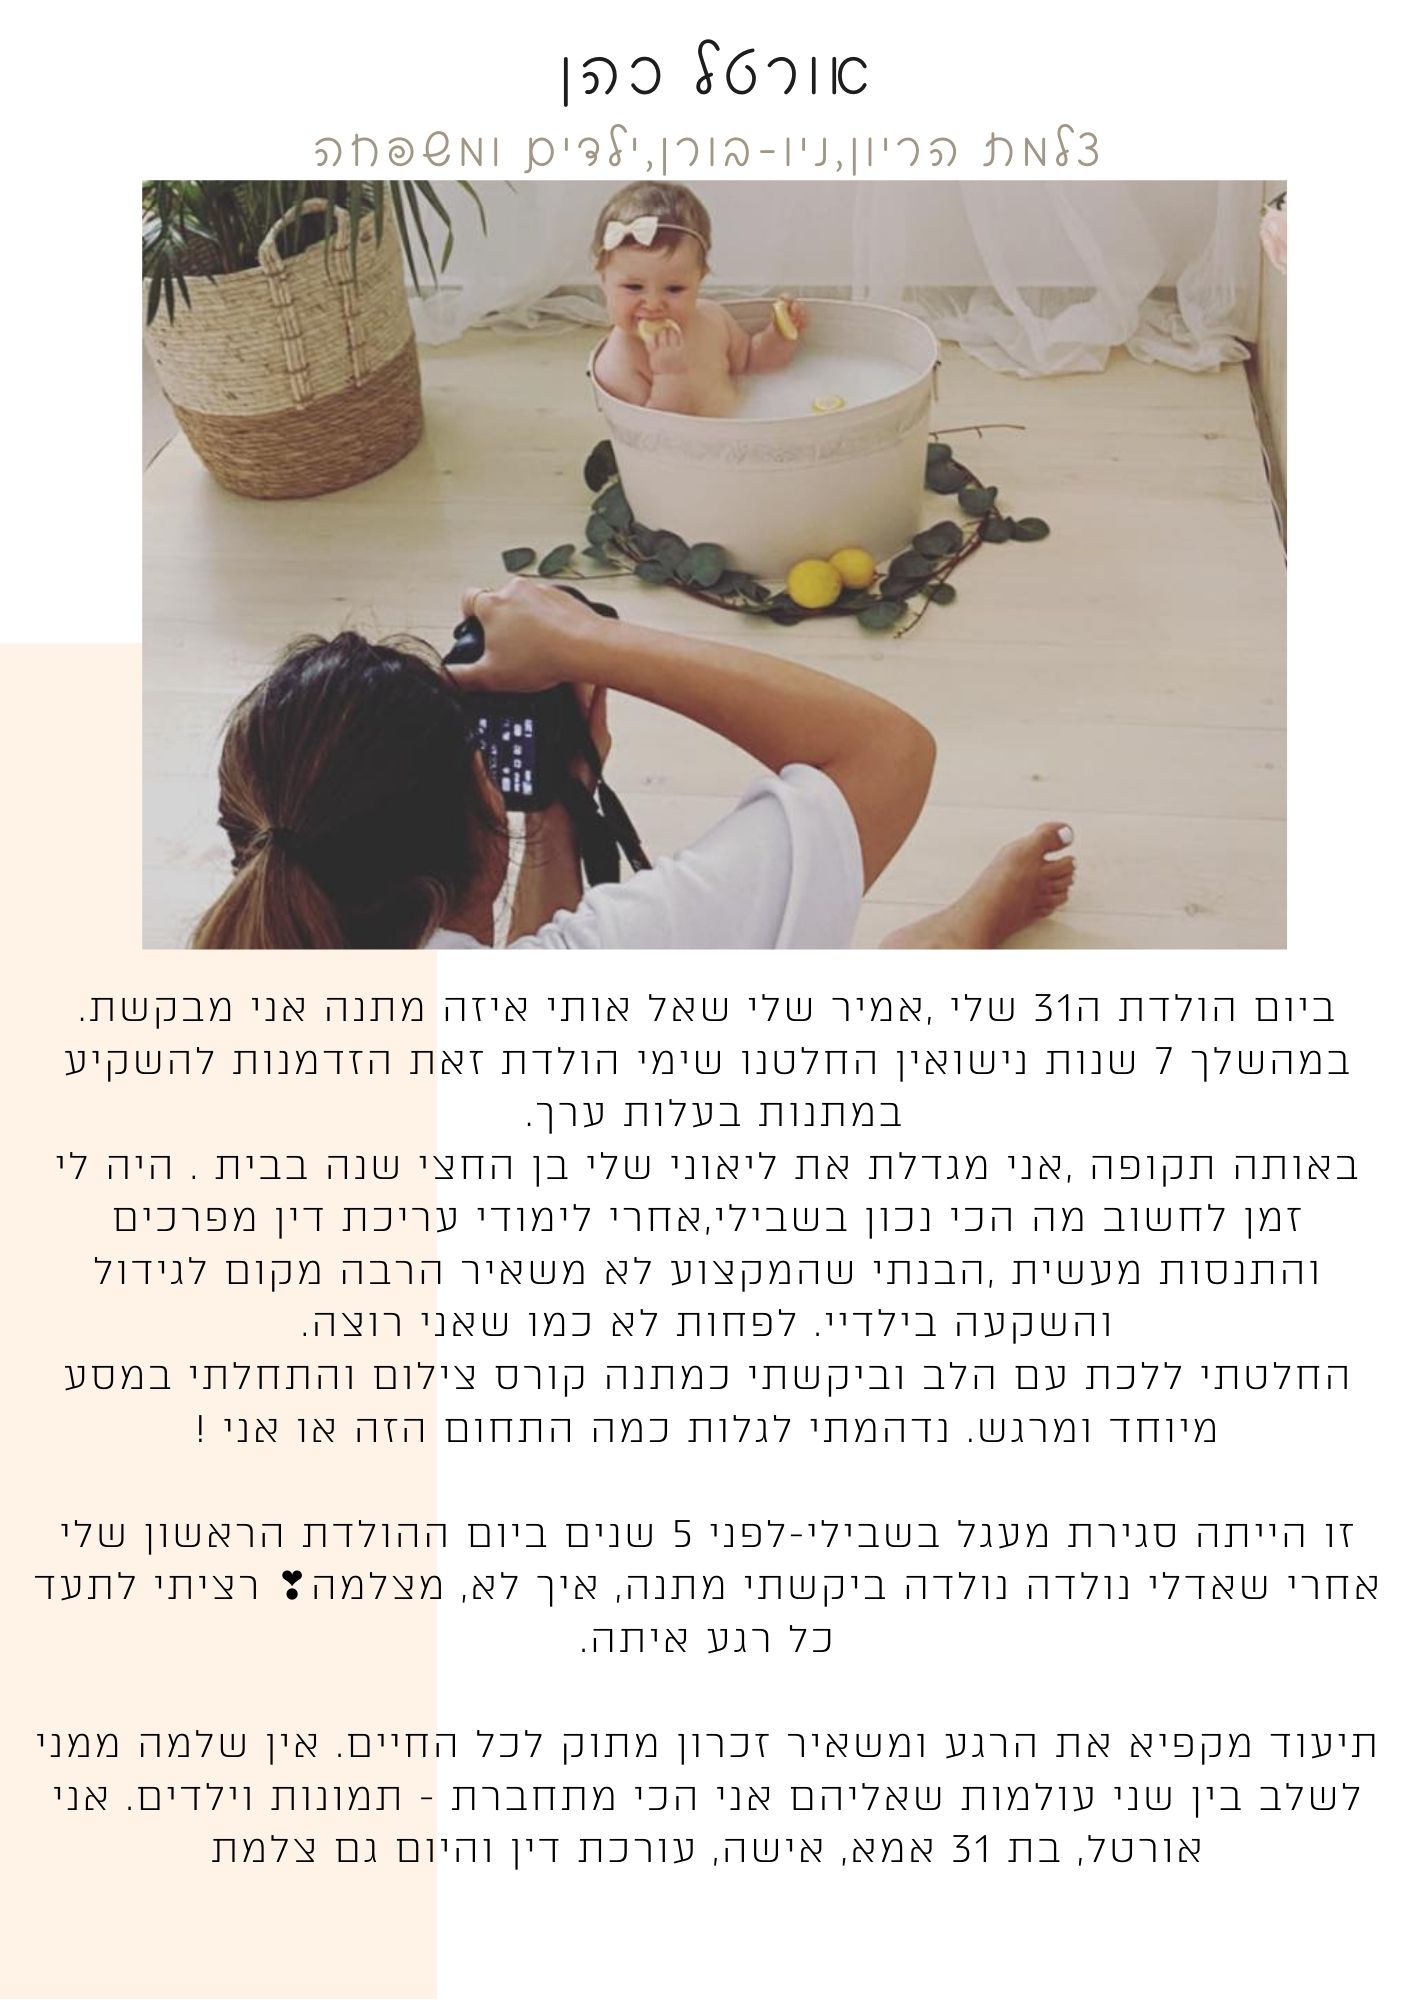 אורטל כהן
צלמת הריון,ניו-בורן,ילדים ומשפחה
ביום הולדת ה31 שלי ,אמיר שלי שאל אותי איזה מתנה אני מבקשת.
במהשלך 7 שנות נישואין החלטנו שימי הולדת זאת הזדמנות להשקיע
במתנות בעלות ערך.
באותה תקופה ,אני מגדלת את ליאוני שלי בן החצי שנה בבית . היה לי
זמן לחשוב מה הכי נכון בשבילי,אחרי לימודי עריכת דין מפרכים
והתנסות מעשית ,הבנתי שהמקצוע לא משאיר הרבה מקום לגידול
והשקעה בילדיי. לפחות לא כמו שאני רוצה.
החלטתי ללכת עם הלב וביקשתי כמתנה קורס צילום והתחלתי במסע
מיוחד ומרגש. נדהמתי לגלות כמה התחום הזה או אני !
זו הייתה סגירת מעגל בשבילי-לפני 5 שנים ביום ההולדת הראשון שלי
אחרי שאדלי נולדה נולדה ביקשתי מתנה, איך לא, מצלמה❣ רציתי לתעד
כל רגע איתה.
תיעוד מקפיא את הרגע ומשאיר זכרון מתוק לכל החיים. אין שלמה ממני
לשלב בין שני עולמות שאליהם אני הכי מתחברת - תמונות וילדים. אני
אורטל, בת 31 אמא, אישה, עורכת דין והיום גם צלמת